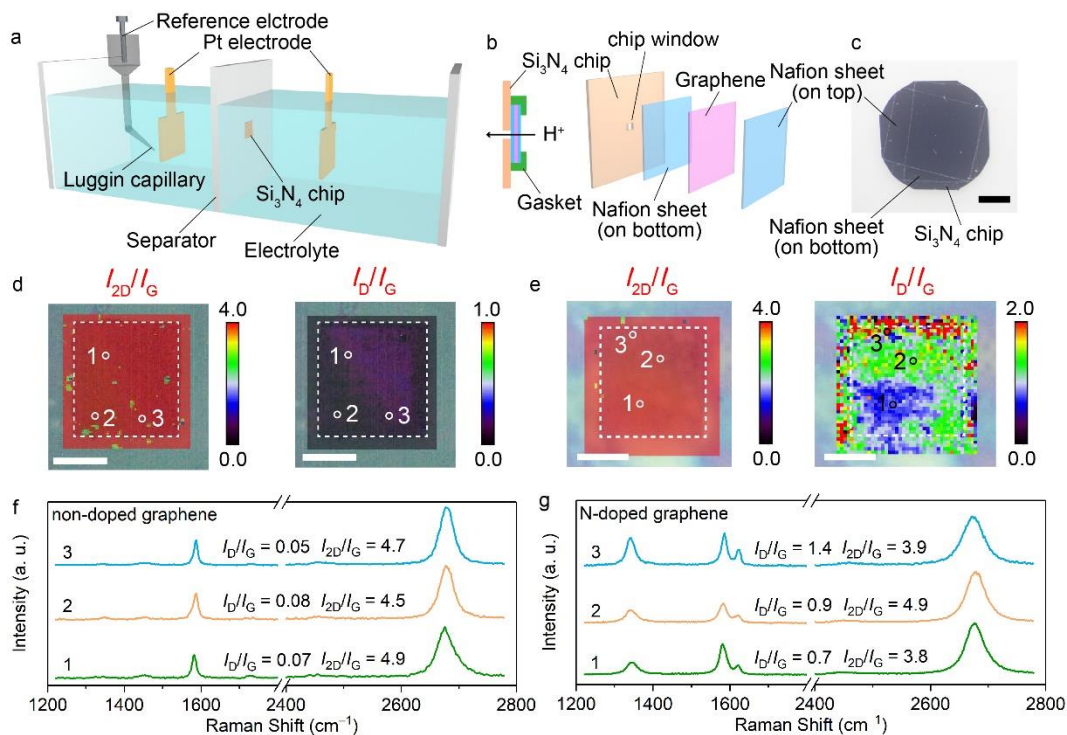 a
Reference elctrode
Pt electrode
Luggin capillary
Si₃N₄ chip
Separator
Electrolyte
b
Si₃N₄ chip
chip window
Graphene
Nafion sheet
(on top)
H⁺
Gasket
Nafion sheet
(on bottom)
c
Nafion sheet
(on bottom)
Si₃N₄ chip
d
I2D/IG
4.0
0.0
1
2
3
ID/IG
1.0
0.0
1
2
3
e
I2D/IG
4.0
0.0
3
2
1
ID/IG
2.0
0.0
3
2
1
f
non-doped graphene
3
ID/IG = 0.05 I2D/IG = 4.7
2
ID/IG = 0.08 I2D/IG = 4.5
1
ID/IG = 0.07 I2D/IG = 4.9
Intensity (a. u.)
1200 1400 1600 2400 2600 2800
Raman Shift (cm⁻¹)
g
N-doped graphene
3
ID/IG = 1.4 I2D/IG = 3.9
2
ID/IG = 0.9 I2D/IG = 4.9
1
ID/IG = 0.7 I2D/IG = 3.8
Intensity (a. u.)
1200 1400 1600 2400 2600 2800
Raman Shift (cm⁻¹)